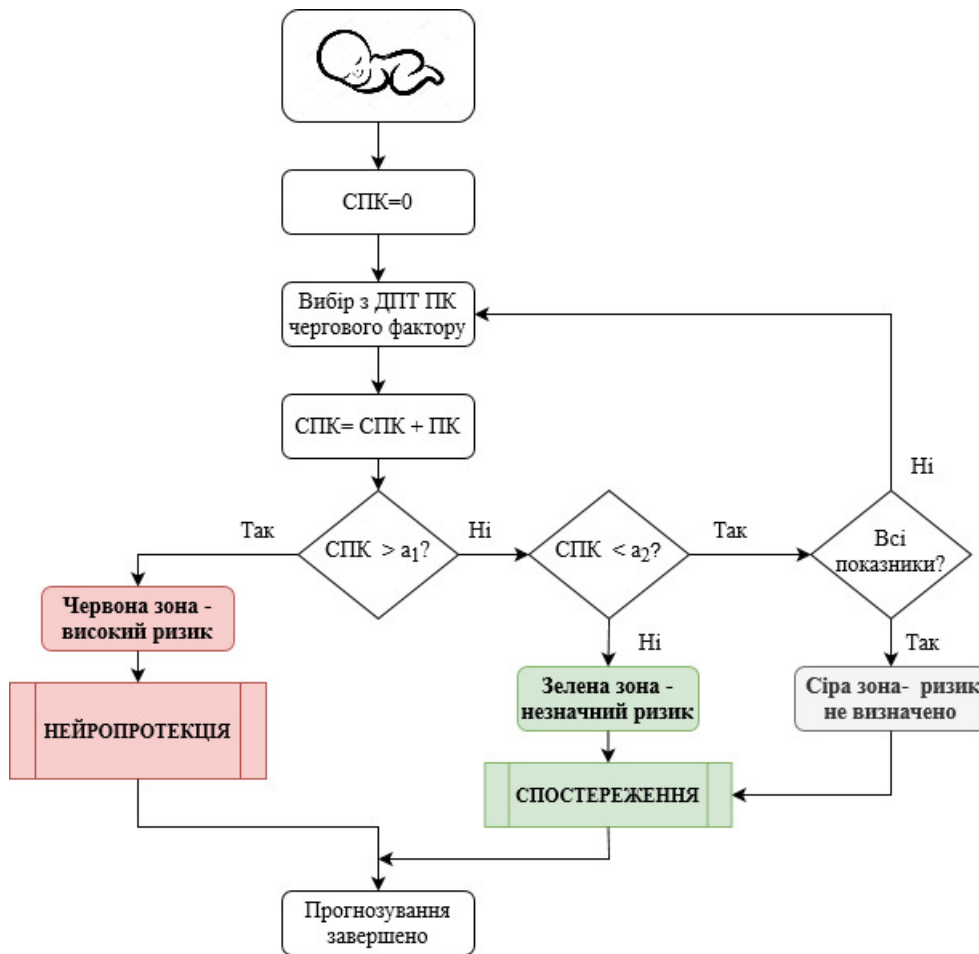 СПК=0
Вибір з ДПТ ПК
чергового фактору
СПК= СПК + ПК
Ні
Так
СПК > a₁?
Ні
СПК < a₂?
Так
Всі
показники?
Червона зона -
високий ризик
Ні
Так
Зелена зона -
незначний ризик
Сіра зона- ризик
не визначено
НЕЙРОПРОТЕКЦІЯ
СПОСТЕРЕЖЕННЯ
Прогнозування
завершено